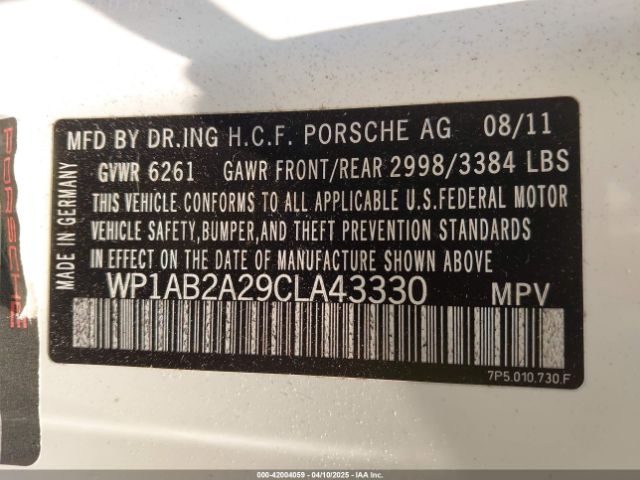 MFD BY DR.ING H.C.F. PORSCHE AG 08/11
GVWR 6261 GAWR FRONT/REAR 2998/3384 LBS
THIS VEHICLE CONFORMS TO ALL APPLICABLE U.S.FEDERAL MOTOR
VEHICLE SAFETY,BUMPER,AND THEFT PREVENTION STANDARDS
IN EFFECT ON THE DATE OF MANUFACTURE SHOWN ABOVE
WP1AB2A29CLA43330 MPV
7P5.010.730.F
MADE IN GERMANY
PORSCHE
000-42004059 - 04/10/2025 - IAAI Inc.